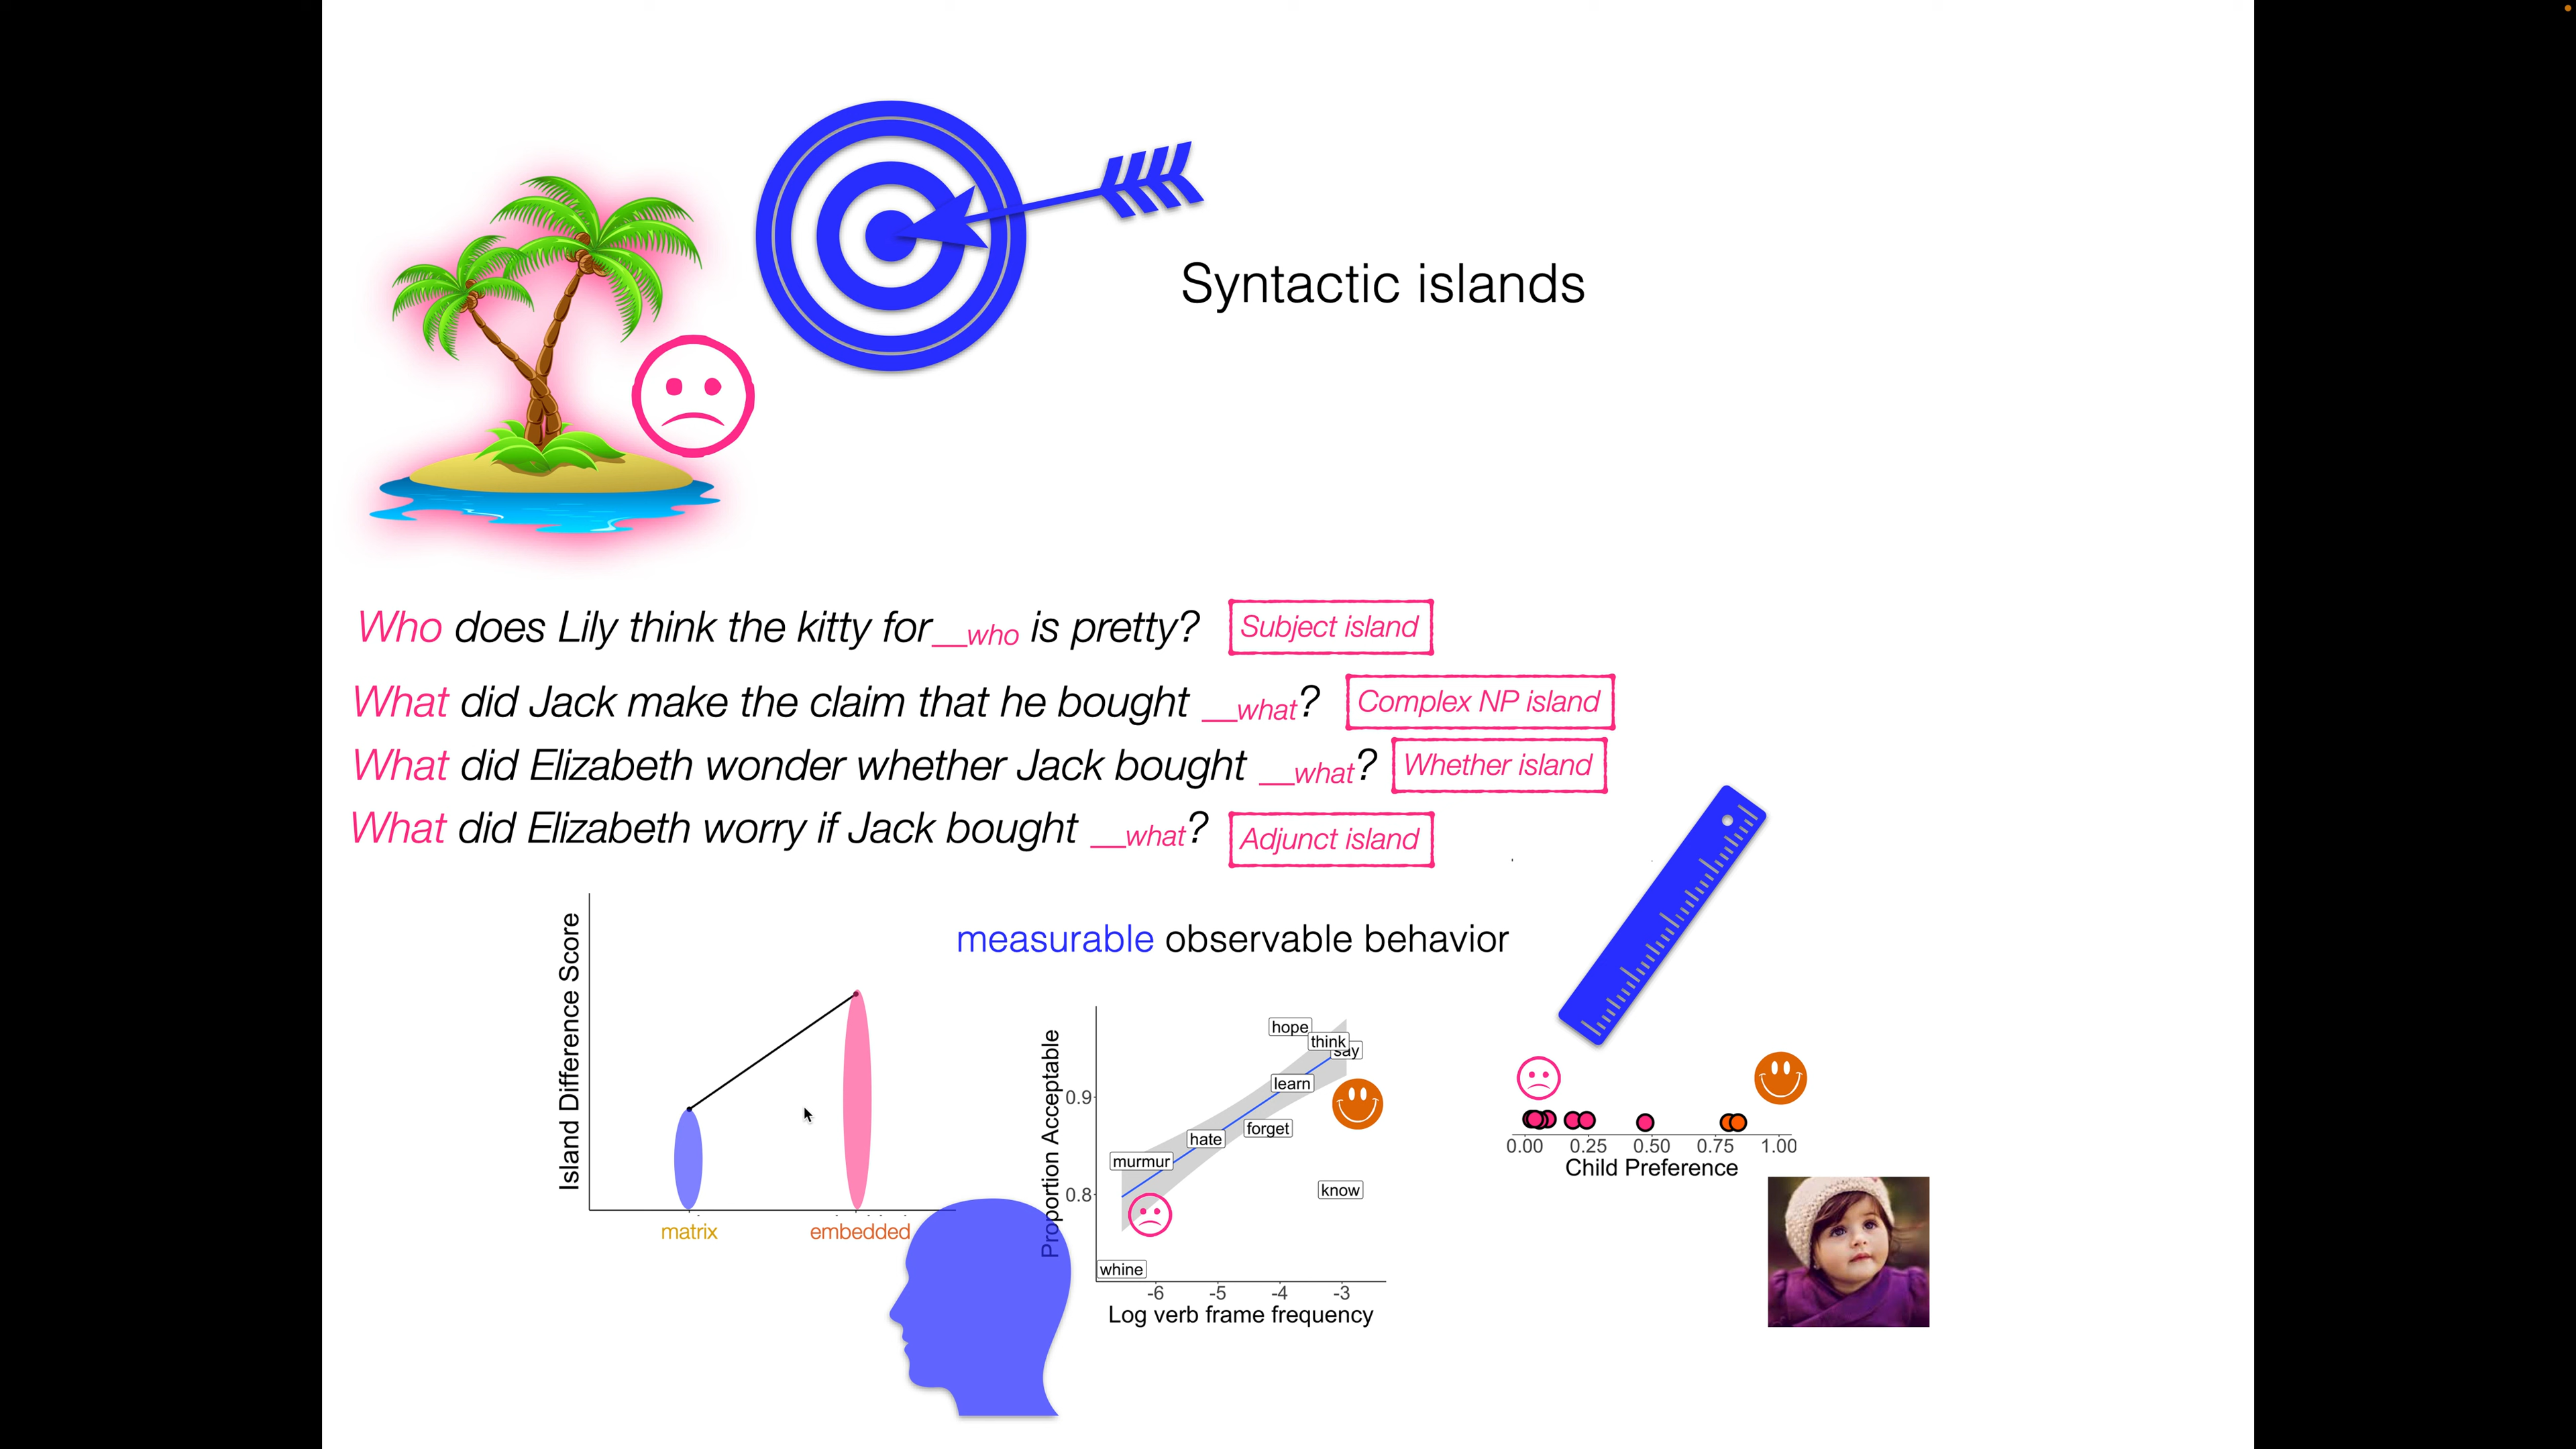 Syntactic islands
Who does Lily think the kitty for__who is pretty? Subject island
What did Jack make the claim that he bought __what? Complex NP island
What did Elizabeth wonder whether Jack bought __what? Whether island
What did Elizabeth worry if Jack bought __what? Adjunct island
measurable observable behavior
Island Difference Score
matrix
embedded
Proportion Acceptable
0.9
0.8
hope
think
say
learn
forget
hate
murmur
know
whine
-6 -5 -4 -3
Log verb frame frequency
0.00 0.25 0.50 0.75 1.00
Child Preference